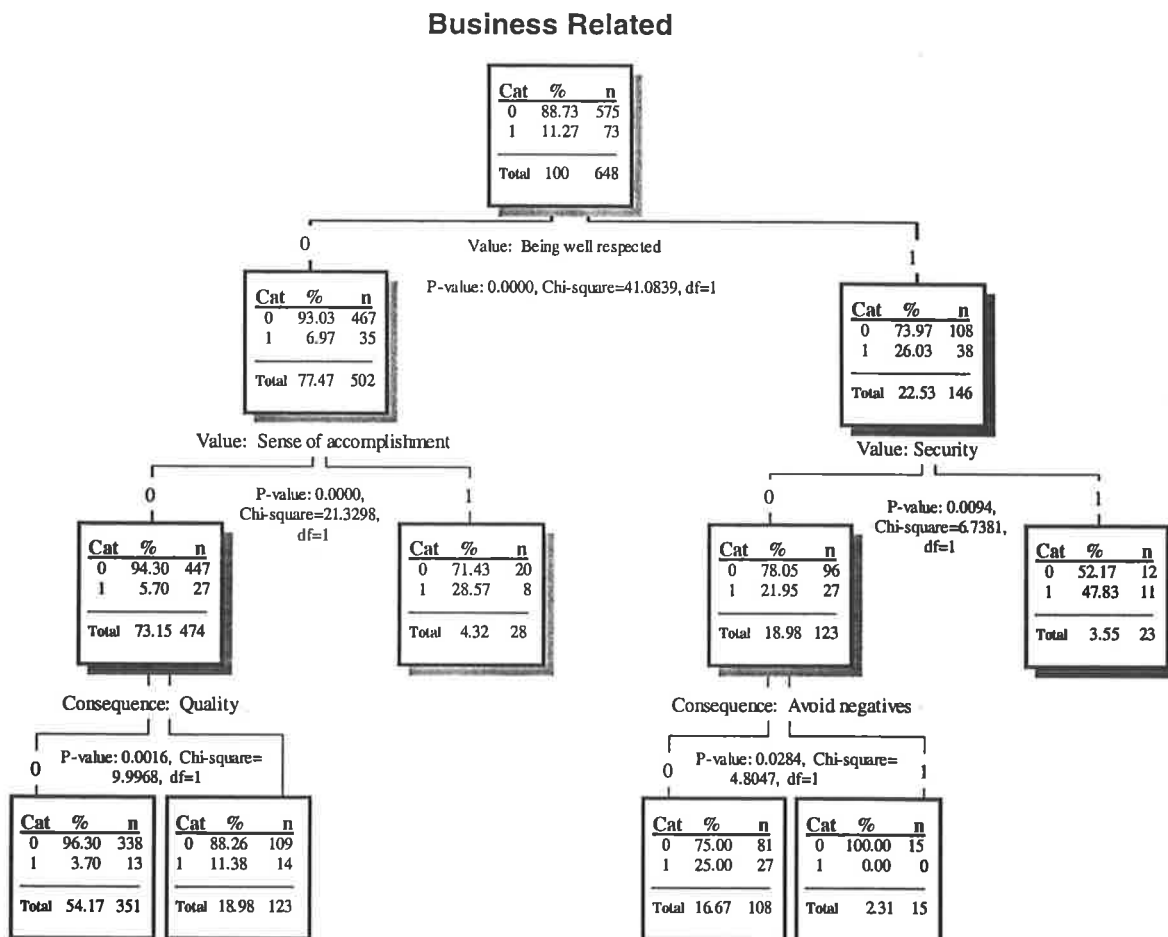 Business Related
Cat % n
0 88.73 575
1 11.27 73
Total 100 648
0
Value: Being well respected
1
P-value: 0.0000, Chi-square=41.0839, df=1
Cat % n
0 93.03 467
1 6.97 35
Total 77.47 502
Cat % n
0 73.97 108
1 26.03 38
Total 22.53 146
Value: Sense of accomplishment
Value: Security
0
P-value: 0.0000,
Chi-square=21.3298,
df=1
1
0
P-value: 0.0094,
Chi-square=6.7381,
df=1
1
Cat % n
0 94.30 447
1 5.70 27
Total 73.15 474
Cat % n
0 71.43 20
1 28.57 8
Total 4.32 28
Cat % n
0 78.05 96
1 21.95 27
Total 18.98 123
Cat % n
0 52.17 12
1 47.83 11
Total 3.55 23
Consequence: Quality
Consequence: Avoid negatives
0
P-value: 0.0016, Chi-square=
9.9968, df=1
0
P-value: 0.0284, Chi-square=
4.8047, df=1
1
Cat % n
0 96.30 338
1 3.70 13
Total 54.17 351
Cat % n
0 88.26 109
1 11.38 14
Total 18.98 123
Cat % n
0 75.00 81
1 25.00 27
Total 16.67 108
Cat % n
0 100.00 15
1 0.00 0
Total 2.31 15